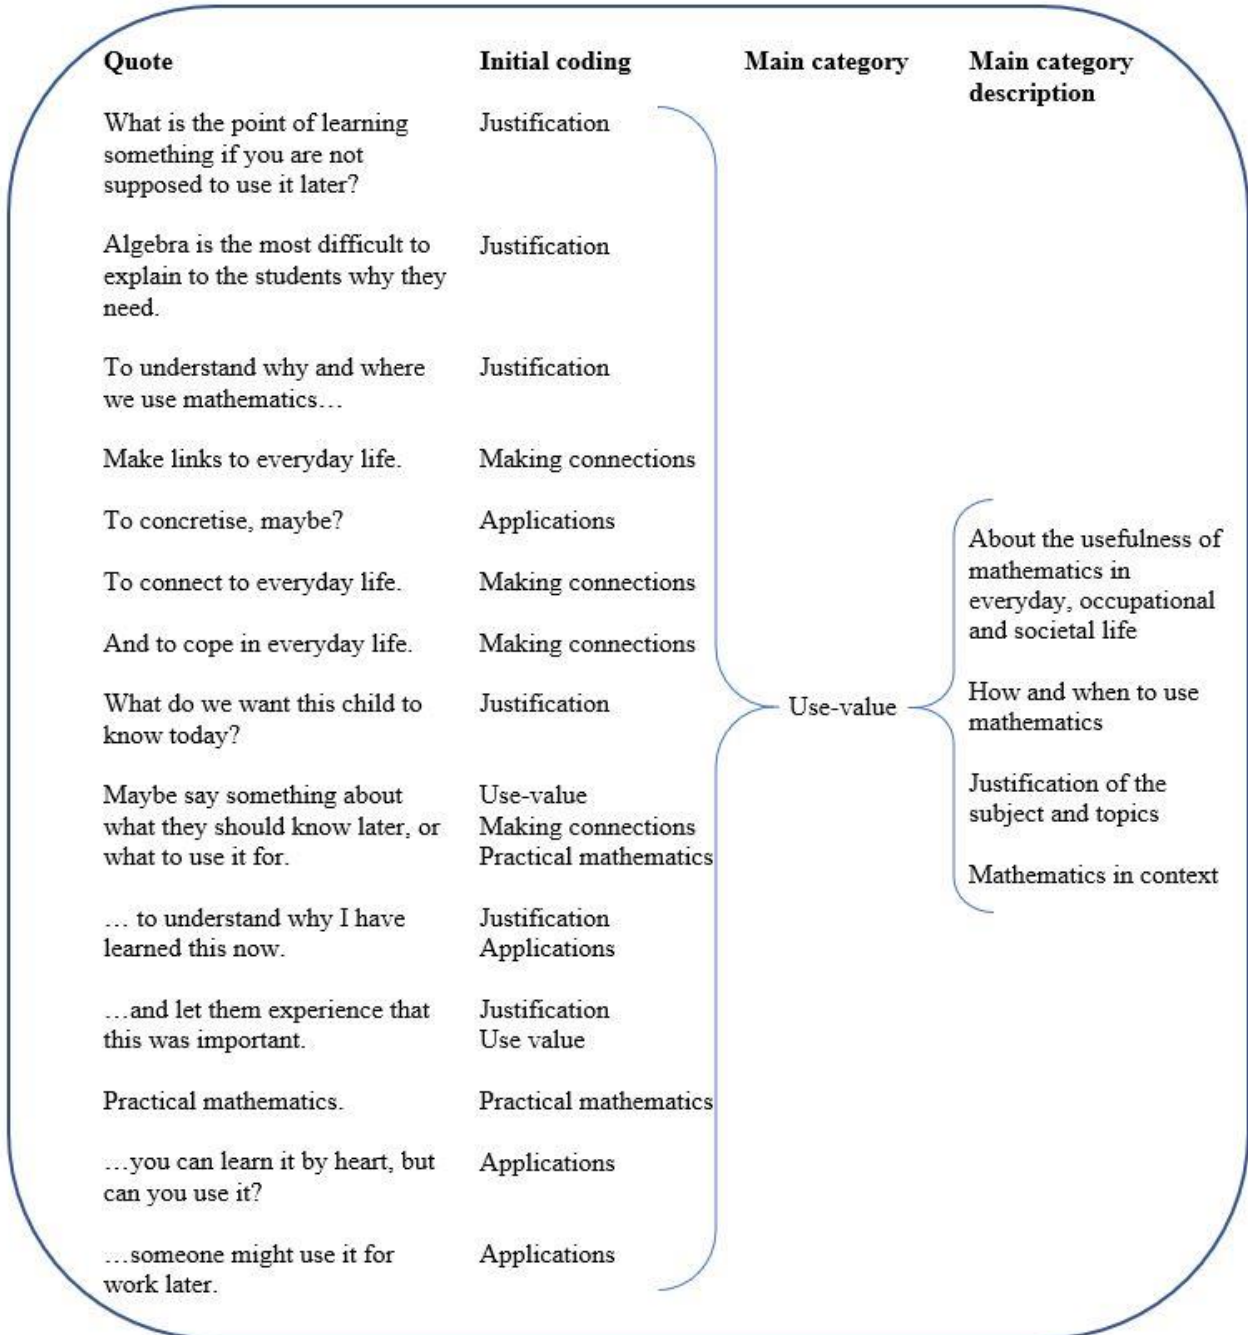 Quote Initial coding Main category Main category
description
What is the point of learning Justification
something if you are not
supposed to use it later?
Algebra is the most difficult to Justification
explain to the students why they
need.
To understand why and where Justification
we use mathematics…
Make links to everyday life. Making connections
To concretise, maybe? Applications
To connect to everyday life. Making connections
And to cope in everyday life. Making connections
What do we want this child to Justification
know today?
Maybe say something about Use-value
what they should know later, or Making connections
what to use it for. Practical mathematics
… to understand why I have Justification
learned this now. Applications
…and let them experience that Justification
this was important. Use value
Practical mathematics. Practical mathematics
…you can learn it by heart, but Applications
can you use it?
…someone might use it for Applications
work later.
Use-value
About the usefulness of
mathematics in
everyday, occupational
and societal life
How and when to use
mathematics
Justification of the
subject and topics
Mathematics in context